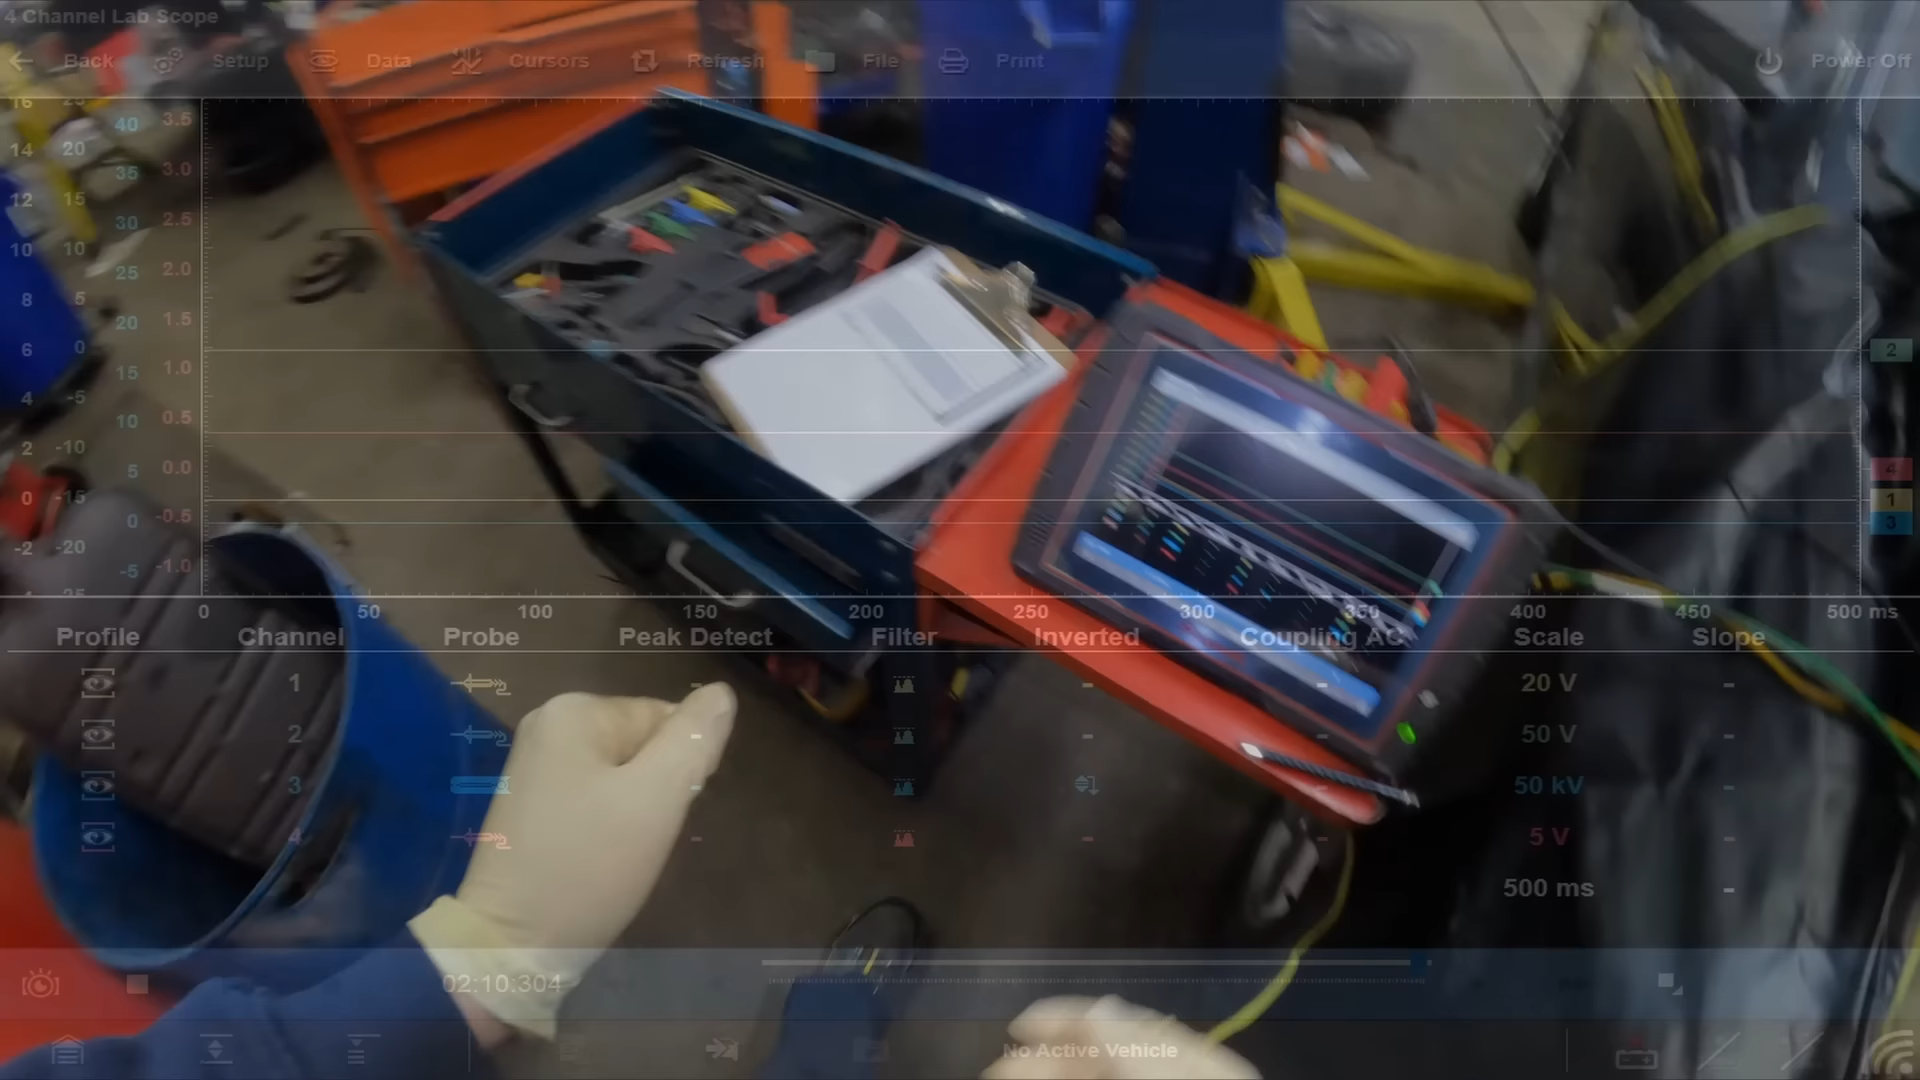 4 Channel Lab Scope
Back Setup Data Cursors Refresh File Print Power Off
16 25 40 3.5
14 20 35 3.0
12 15 30 2.5
10 10 25 2.0
8 5 20 1.5
6 0 15 1.0
4 -5 10 0.5
2 -10 5 0.0
0 -15 0 -0.5
-2 -20 -5 -1.0
2
4
1
3
0 50 100 150 200 250 300 350 400 450 500 ms
Profile Channel Probe Peak Detect Filter Inverted Coupling AC Scale Slope
1 - - - 20 V -
2 - - - 50 V -
3 - - 50 kV -
4 - - - 5 V -
500 ms -
02:10:304
No Active Vehicle